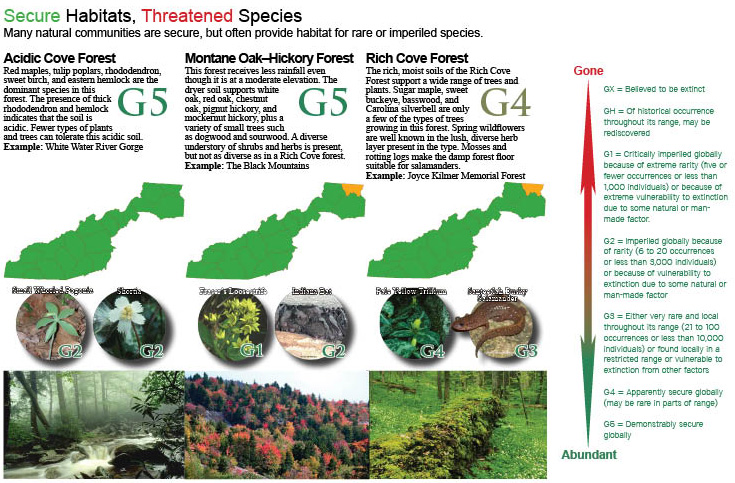 Secure Habitats, Threatened Species
Many natural communities are secure, but often provide habitat for rare or imperiled species.
Acidic Cove Forest
Red maples, tulip poplars, rhododendron,
sweet birch, and eastern hemlock are the
dominant species in this
forest. The presence of thick
rhododendron and hemlock
indicates that the soil is
acidic. Fewer types of plants
and trees can tolerate this acidic soil.
Example: White Water River Gorge
G5
Montane Oak–Hickory Forest
This forest receives less rainfall even
though it is at a moderate elevation. The
dryer soil supports white
oak, red oak, chestnut
oak, pignut hickory, and
mockernut hickory, plus a
variety of small trees such
as dogwood and sourwood. A diverse
understory of shrubs and herbs is present,
but not as diverse as in a Rich Cove forest.
Example: The Black Mountains
G5
Rich Cove Forest
The rich, moist soils of the Rich Cove
Forest support a wide range of trees and
plants. Sugar maple, sweet
buckeye, basswood, and
Carolina silverbell are only
a few of the types of trees
growing in this forest. Spring wildflowers
are well known in the lush, diverse herb
layer present in the type. Mosses and
rotting logs make the damp forest floor
suitable for salamanders.
Example: Joyce Kilmer Memorial Forest
G4
Small Whorled Pogonia
G2
G2
G1
Indiana Bat
G2
Pale Yellow Trillium
G4
Salamander
G3
Gone
GX = Believed to be extinct
GH = Of historical occurrence
throughout its range, may be
rediscovered
G1 = Critically imperiled globally
because of extreme rarity (five or
fewer occurrences or less than
1,000 individuals) or because of
extreme vulnerability to extinction
due to some natural or man-
made factor.
G2 = Imperiled globally because
of rarity (6 to 20 occurrences
or less than 3,000 individuals)
or because of vulnerability to
extinction due to some natural or
man-made factor
G3 = Either very rare and local
throughout its range (21 to 100
occurrences or less than 10,000
individuals) or found locally in a
restricted range or vulnerable to
extinction from other factors
G4 = Apparently secure globally
(may be rare in parts of range)
G5 = Demonstrably secure
globally
Abundant